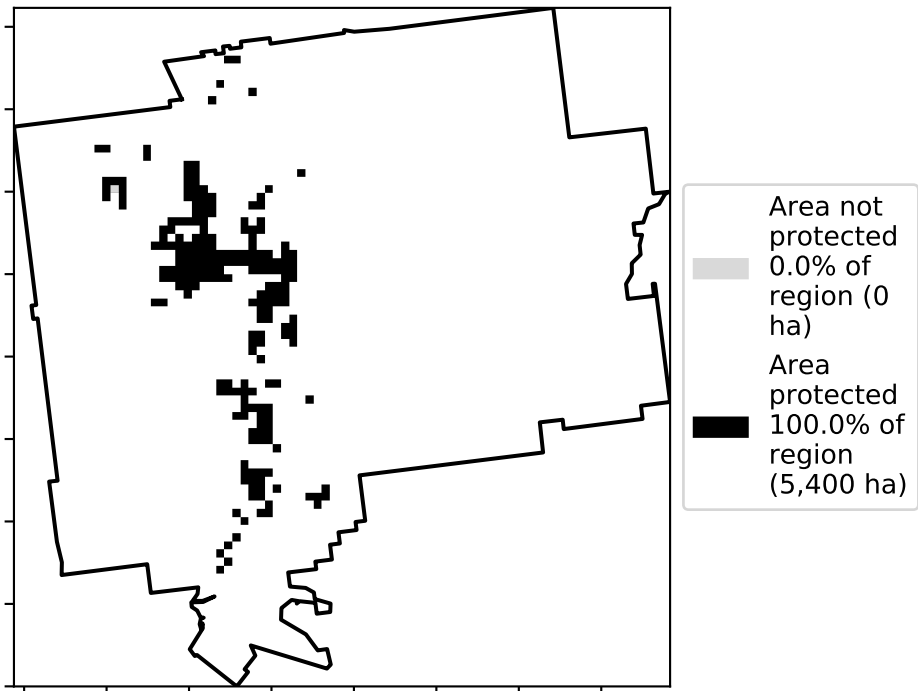 Area not
protected
0.0% of
region (0
ha)
Area
protected
100.0% of
region
(5,400 ha)